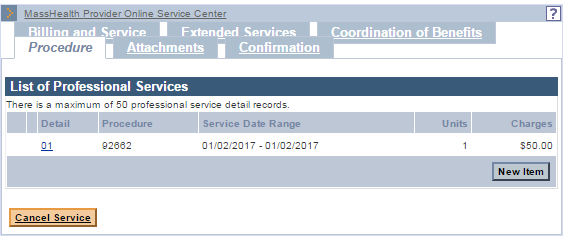 MassHealth Provider Online Service Center
?
Billing and Service Extended Services Coordination of Benefits
Procedure Attachments Confirmation
List of Professional Services
There is a maximum of 50 professional service detail records.
Detail Procedure Service Date Range Units Charges
01 92662 01/02/2017 - 01/02/2017 1 $50.00
New Item
Cancel Service